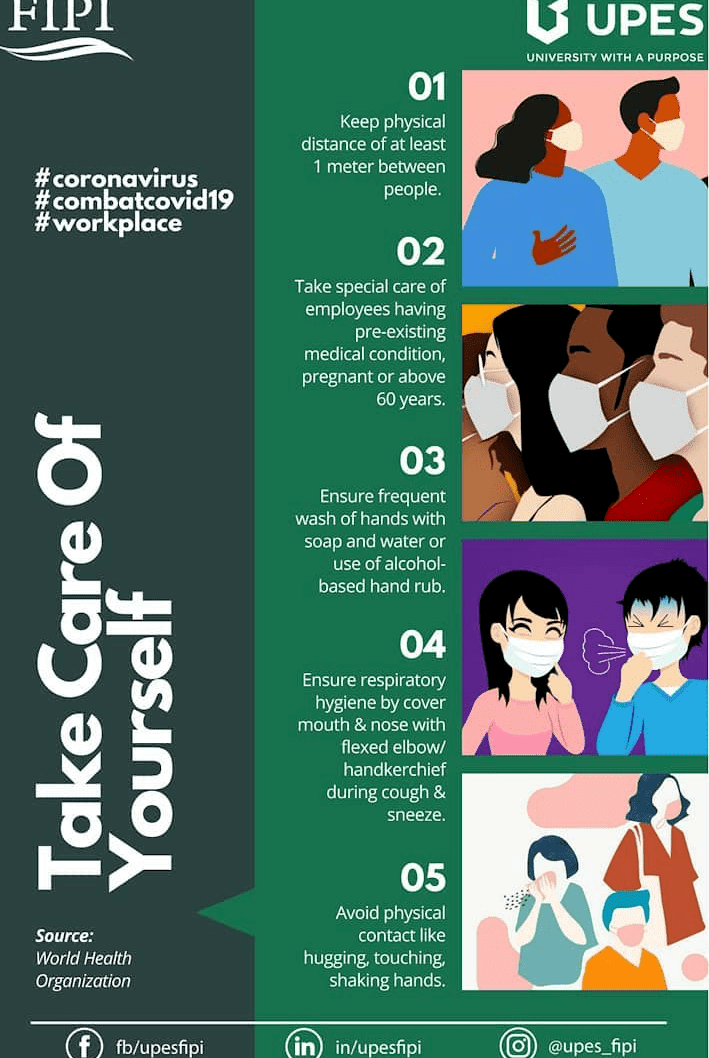 FIPI
UPES
UNIVERSITY WITH A PURPOSE
#coronavirus
#combatcovid19
#workplace
Take Care Of
Yourself
Source:
World Health
Organization
01
Keep physical
distance of at least
1 meter between
people.
02
Take special care of
employees having
pre-existing
medical condition,
pregnant or above
60 years.
03
Ensure frequent
wash of hands with
soap and water or
use of alcohol-
based hand rub.
04
Ensure respiratory
hygiene by cover
mouth & nose with
flexed elbow/
handkerchief
during cough &
sneeze.
05
Avoid physical
contact like
hugging, touching,
shaking hands.
fb/upesfipi
in/upesfipi
@upes_fipi